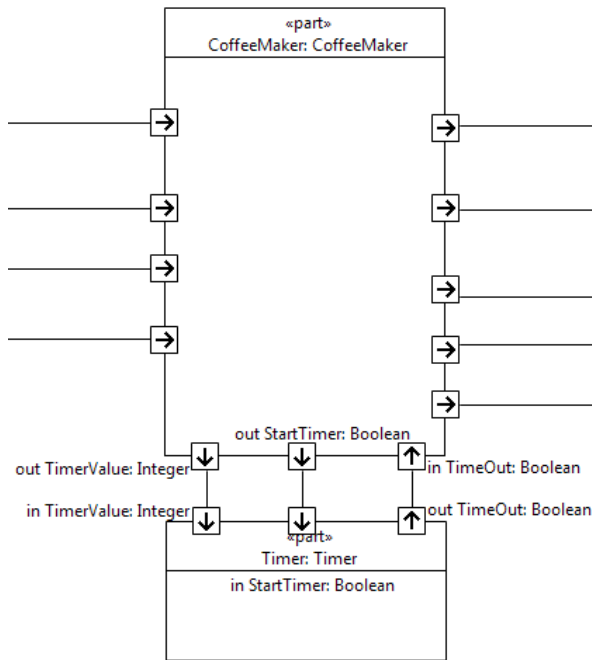 «part»
CoffeeMaker: CoffeeMaker
out StartTimer: Boolean
out TimerValue: Integer
in TimeOut: Boolean
in TimerValue: Integer
out TimeOut: Boolean
«part»
Timer: Timer
in StartTimer: Boolean